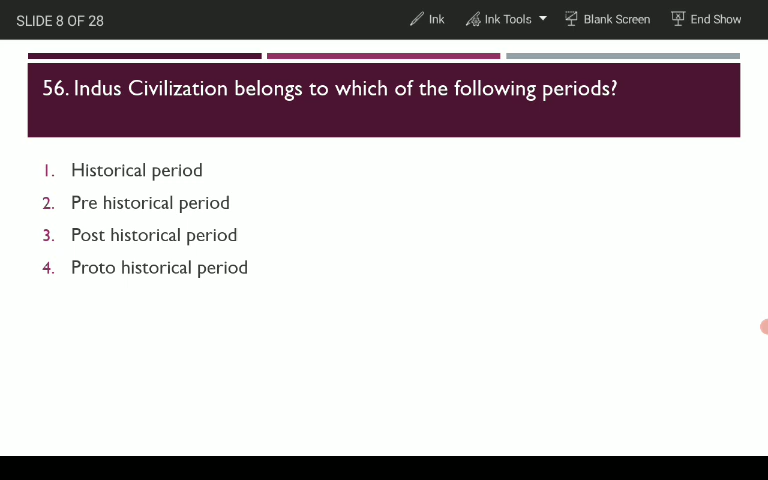 SLIDE 8 OF 28 Ink Ink Tools Blank Screen End Show
56. Indus Civilization belongs to which of the following periods?
1. Historical period
2. Pre historical period
3. Post historical period
4. Proto historical period